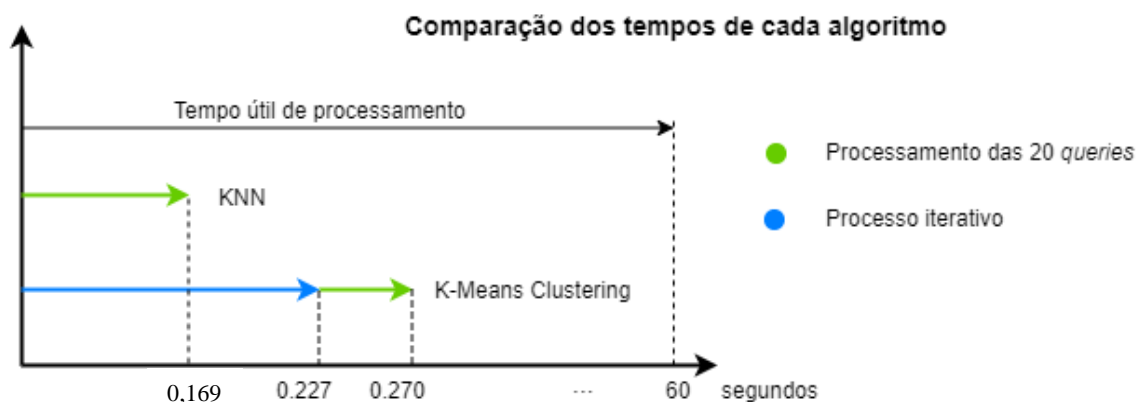 Comparação dos tempos de cada algoritmo
Tempo útil de processamento
Processamento das 20 queries
KNN
Processo iterativo
K-Means Clustering
0,169 0.227 0.270 ... 60 segundos